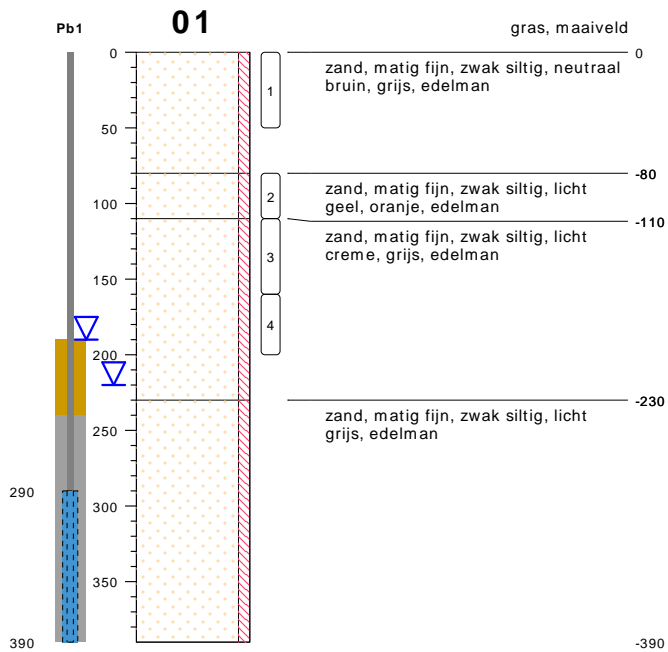 Pb1
01
gras, maaiveld
0
0
zand, matig fijn, zwak siltig, neutraal
bruin, grijs, edelman
1
50
-80
zand, matig fijn, zwak siltig, licht
geel, oranje, edelman
2
100
-110
zand, matig fijn, zwak siltig, licht
creme, grijs, edelman
3
150
4
200
-230
zand, matig fijn, zwak siltig, licht
grijs, edelman
250
290
300
350
390
-390